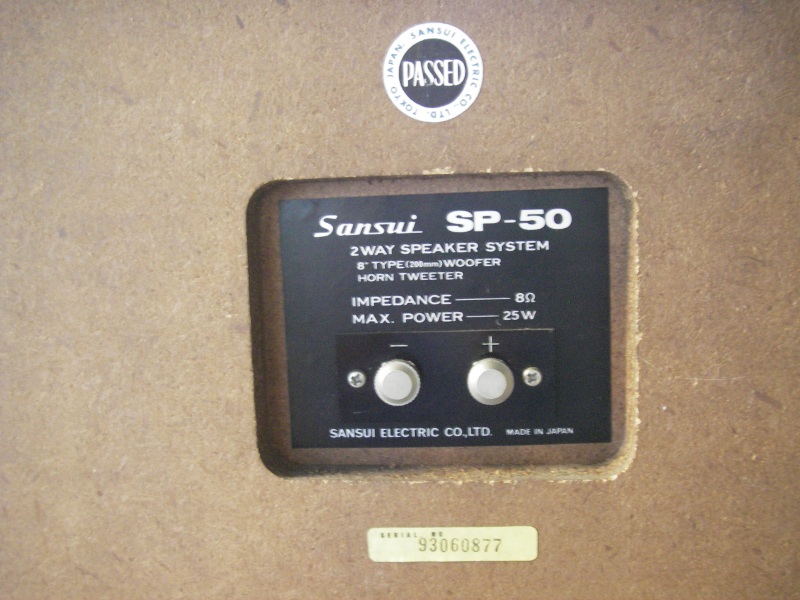 TOKYO JAPAN. SANSUI ELECTRIC CO., LTD.
PASSED
Sansui SP-50
2WAY SPEAKER SYSTEM
8" TYPE (200mm) WOOFER
HORN TWEETER
IMPEDANCE — 8Ω
MAX. POWER — 25W
− +
SANSUI ELECTRIC CO.,LTD. MADE IN JAPAN
SERIAL NO
93060877